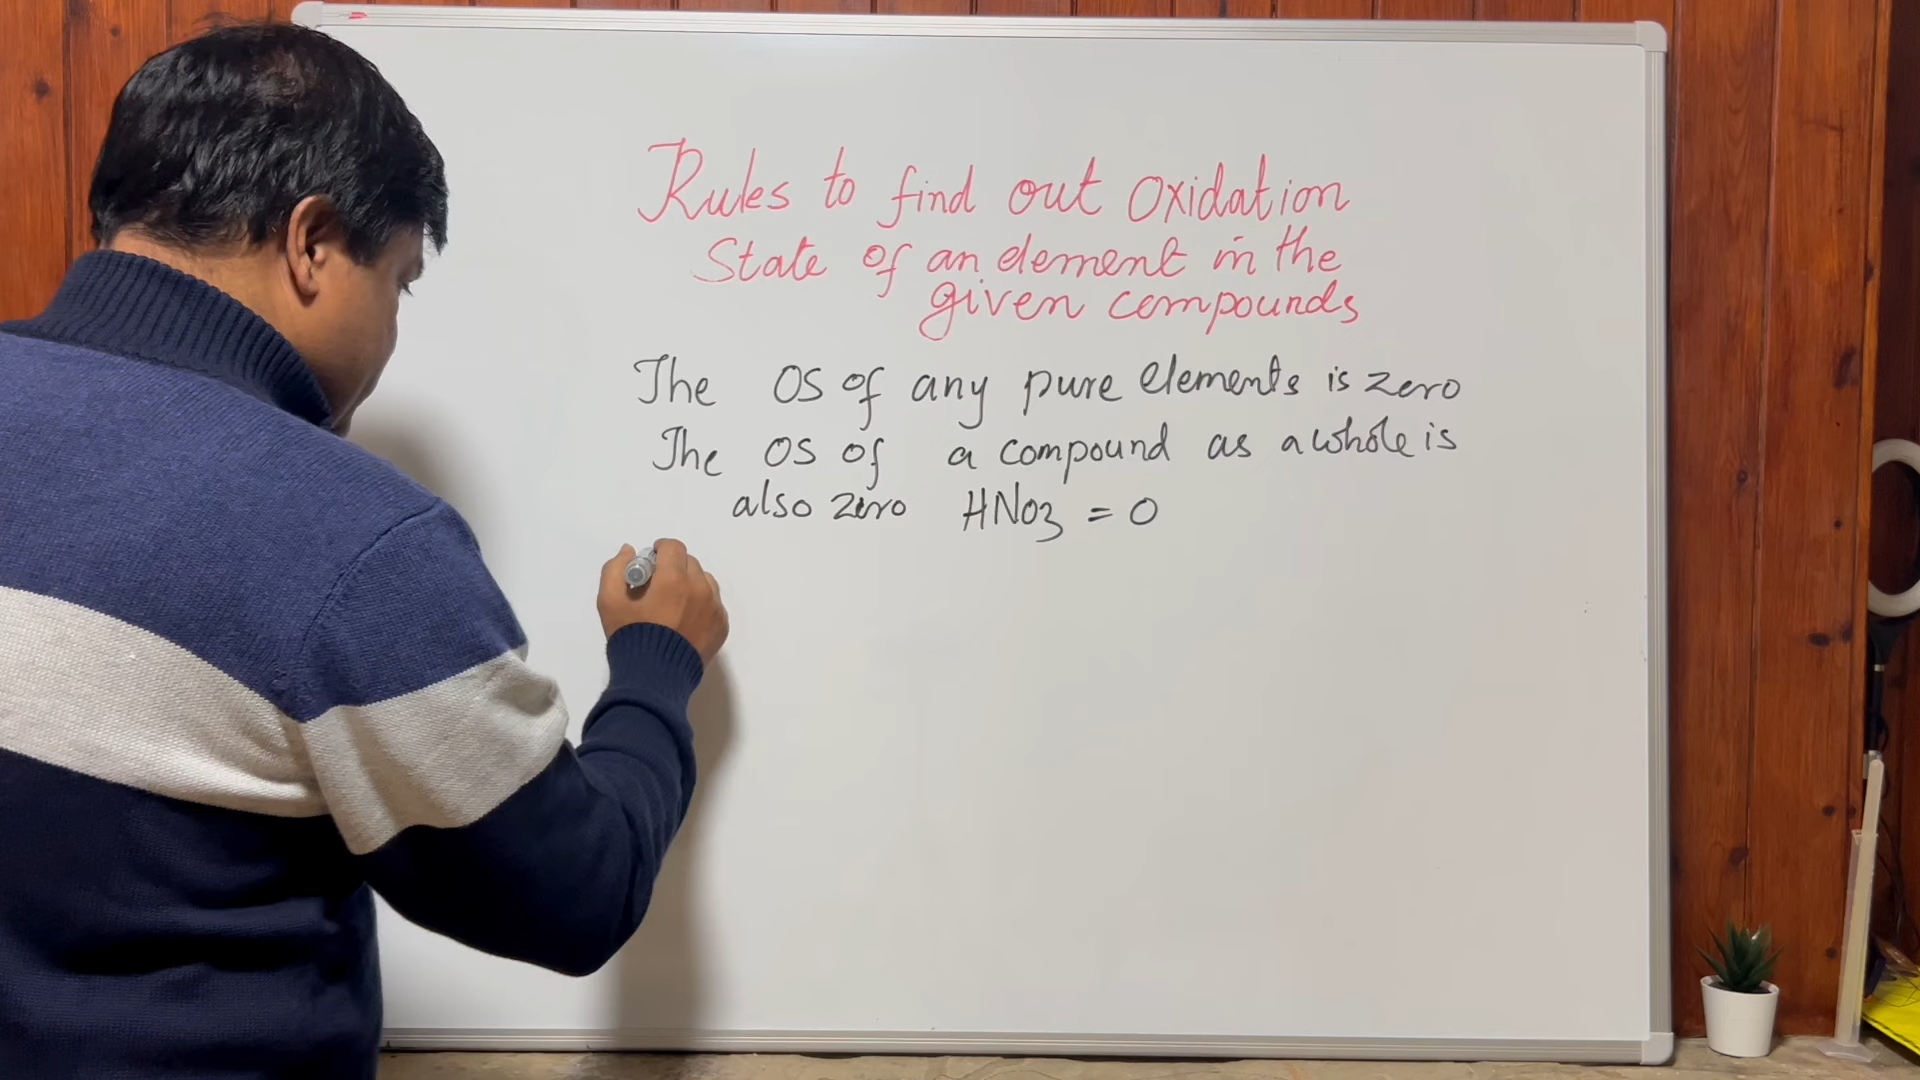 Rules to find out Oxidation
State of an element in the
given compounds
The OS of any pure elements is zero
The OS of a compound as a whole is
also zero HNO3 = 0